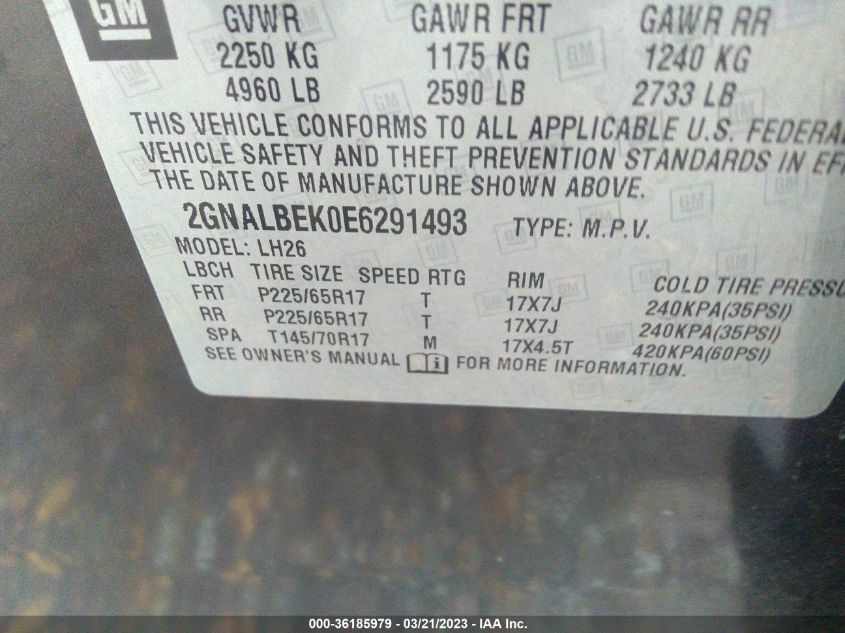 GM
GVWR GAWR FRT GAWR RR
2250 KG 1175 KG 1240 KG
4960 LB 2590 LB 2733 LB
THIS VEHICLE CONFORMS TO ALL APPLICABLE U.S. FEDERAL
VEHICLE SAFETY AND THEFT PREVENTION STANDARDS IN EFF
THE DATE OF MANUFACTURE SHOWN ABOVE.
2GNALBEK0E6291493 TYPE: M.P.V.
MODEL: LH26
LBCH TIRE SIZE SPEED RTG RIM COLD TIRE PRESSU
FRT P225/65R17 T 17X7J 240KPA(35PSI)
RR P225/65R17 T 17X7J 240KPA(35PSI)
SPA T145/70R17 M 17X4.5T 420KPA(60PSI)
SEE OWNER'S MANUAL i FOR MORE INFORMATION.
000-36185979 - 03/21/2023 - IAA Inc.